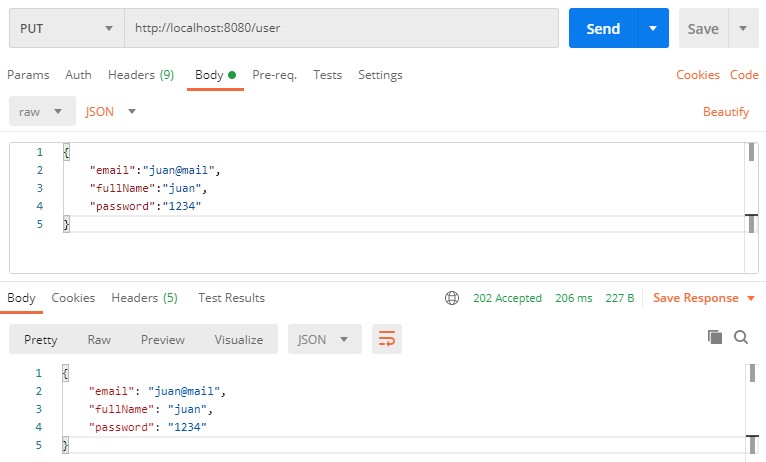 PUT http://localhost:8080/user Send Save
Params Auth Headers (9) Body Pre-req. Tests Settings Cookies Code
raw JSON Beautify
1 {
2 "email":"juan@mail",
3 "fullName":"juan",
4 "password":"1234"
5 }
Body Cookies Headers (5) Test Results 202 Accepted 206 ms 227 B Save Response
Pretty Raw Preview Visualize JSON
1 {
2 "email": "juan@mail",
3 "fullName": "juan",
4 "password": "1234"
5 }